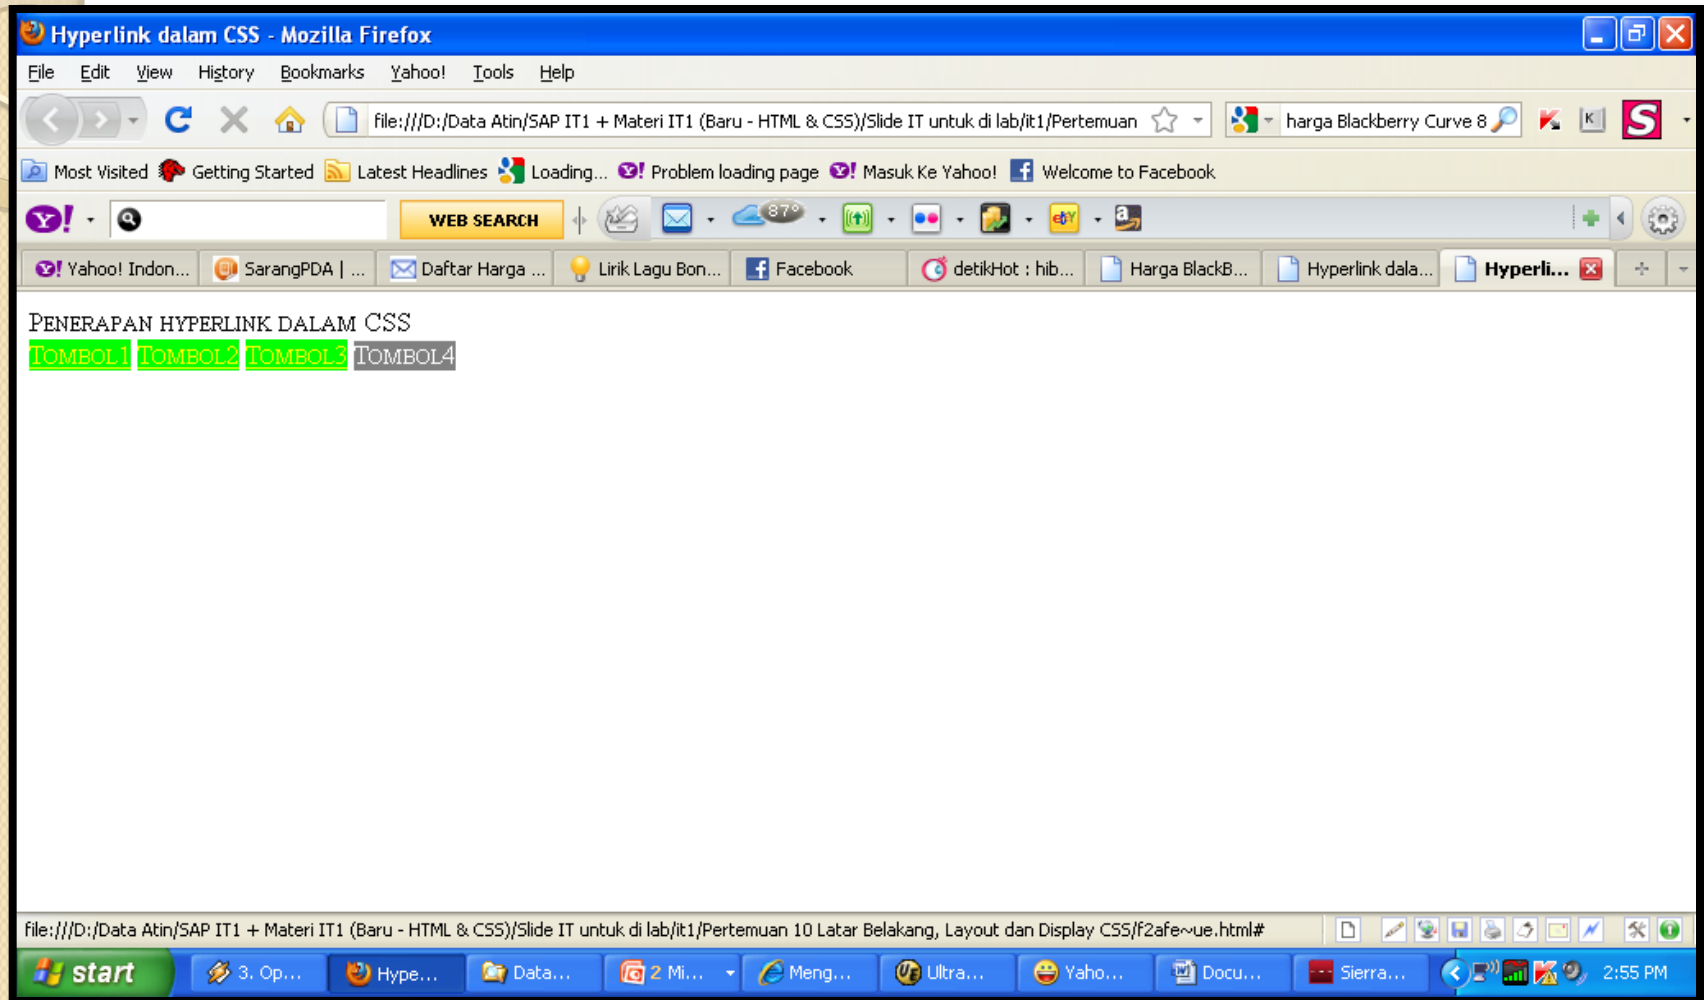 Hyperlink dalam CSS - Mozilla Firefox
File Edit View History Bookmarks Yahoo! Tools Help
file:///D:/Data Atin/SAP IT1 + Materi IT1 (Baru - HTML & CSS)/Slide IT untuk di lab/it1/Pertemuan harga Blackberry Curve 8 K K S
Most Visited Getting Started Latest Headlines Loading... Problem loading page Masuk Ke Yahoo! Welcome to Facebook
Y! WEB SEARCH 87° ebY a
Yahoo! Indon... SarangPDA | ... Daftar Harga ... Lirik Lagu Bon... Facebook detikHot : hib... Harga BlackB... Hyperlink dala... Hyperli...
Penerapan hyperlink dalam CSS
Tombol1 Tombol2 Tombol3 Tombol4
file:///D:/Data Atin/SAP IT1 + Materi IT1 (Baru - HTML & CSS)/Slide IT untuk di lab/it1/Pertemuan 10 Latar Belakang, Layout dan Display CSS/f2afe~ue.html#
start 3. Op... Hype... Data... 2 Mi... Meng... Ultra... Yaho... Docu... Sierra... 2:55 PM